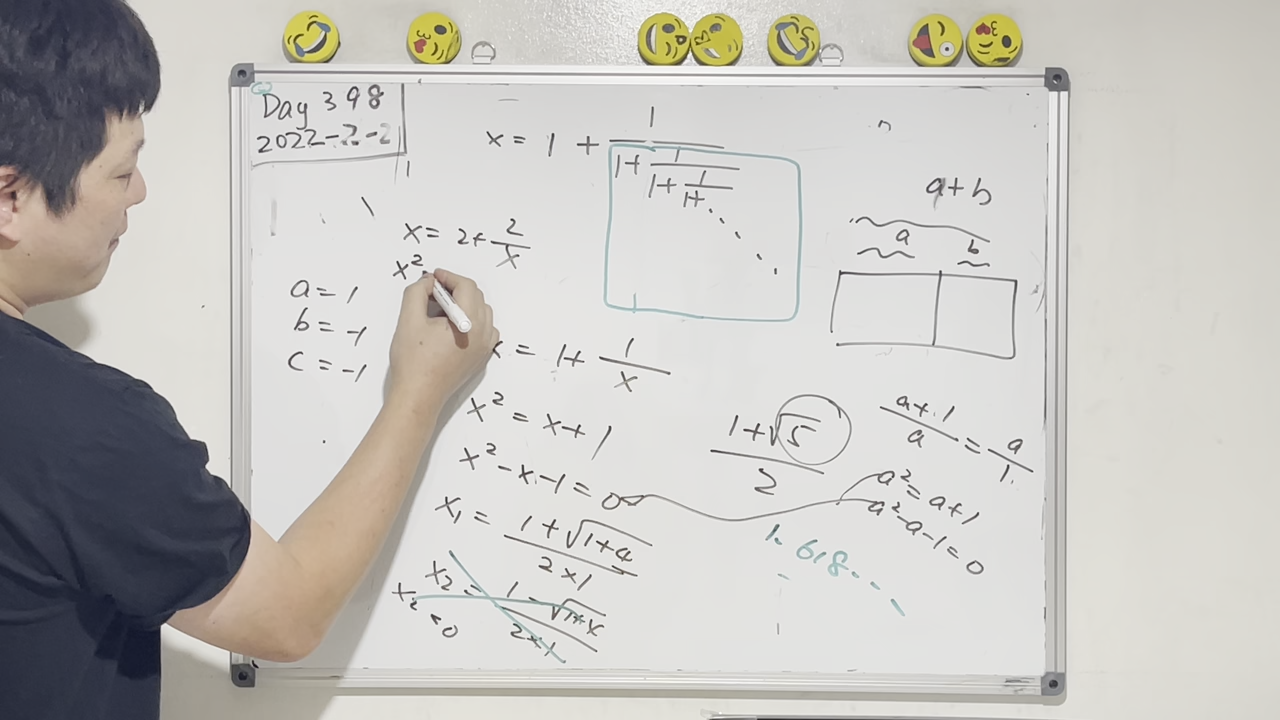 Day 398
2022-2-2
x = 1 + 1/(1+1/(1+1/(1+...
a+b
a b
x = 2+ 2/x
x²
a = 1
b = -1
c = -1
x = 1+ 1/x
x² = x+1
x²-x-1=0
x₁ = (1+√(1+4))/(2×1)
x₂ = (1-√(1+4))/(2×1)
x₂ <0
(1+√5)/2
(a+1)/a = a/1
a²=a+1
a²-a-1=0
1.618...